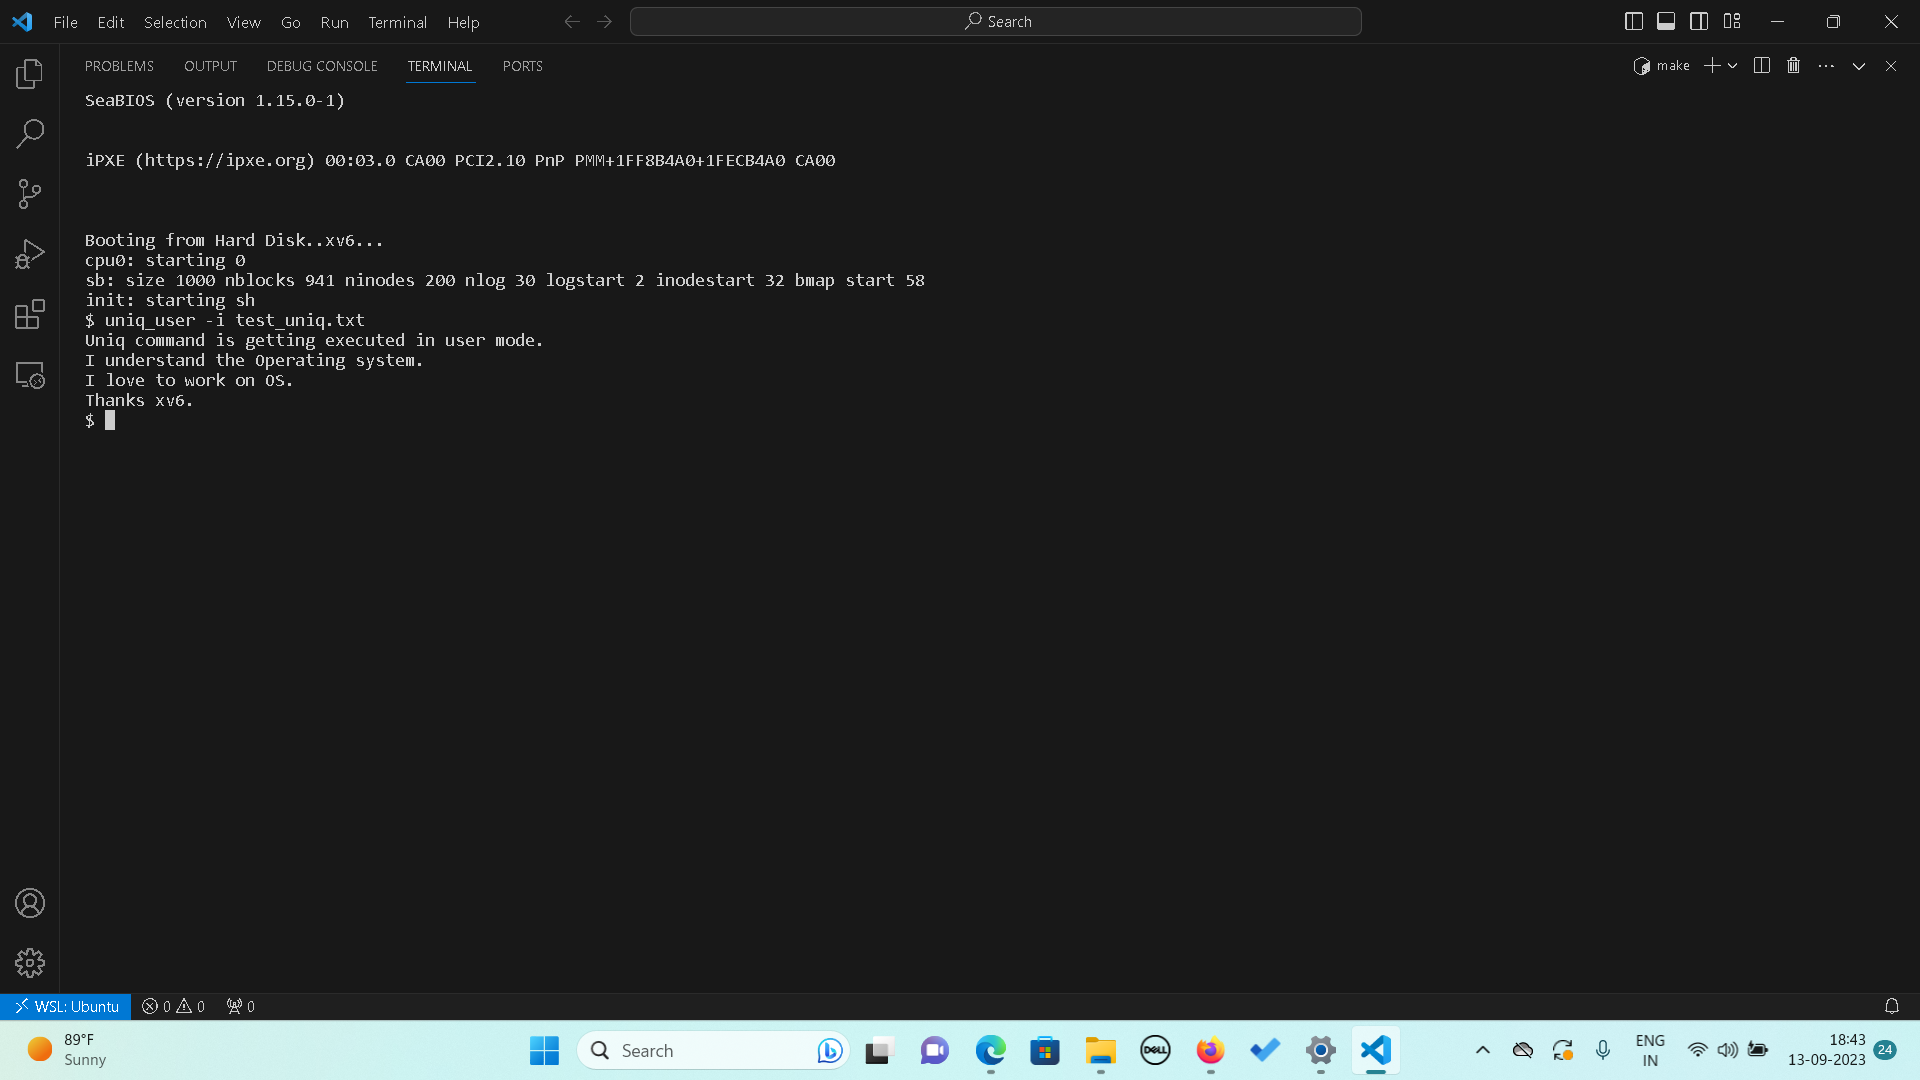 File Edit Selection View Go Run Terminal Help
Search
PROBLEMS OUTPUT DEBUG CONSOLE TERMINAL PORTS
make
SeaBIOS (version 1.15.0-1)
iPXE (https://ipxe.org) 00:03.0 CA00 PCI2.10 PnP PMM+1FF8B4A0+1FECB4A0 CA00
Booting from Hard Disk..xv6...
cpu0: starting 0
sb: size 1000 nblocks 941 ninodes 200 nlog 30 logstart 2 inodestart 32 bmap start 58
init: starting sh
$ uniq_user -i test_uniq.txt
Uniq command is getting executed in user mode.
I understand the Operating system.
I love to work on OS.
Thanks xv6.
$
WSL: Ubuntu 0 0 0
89°F
Sunny
Search
DELL
ENG
IN
18:43
13-09-2023
24